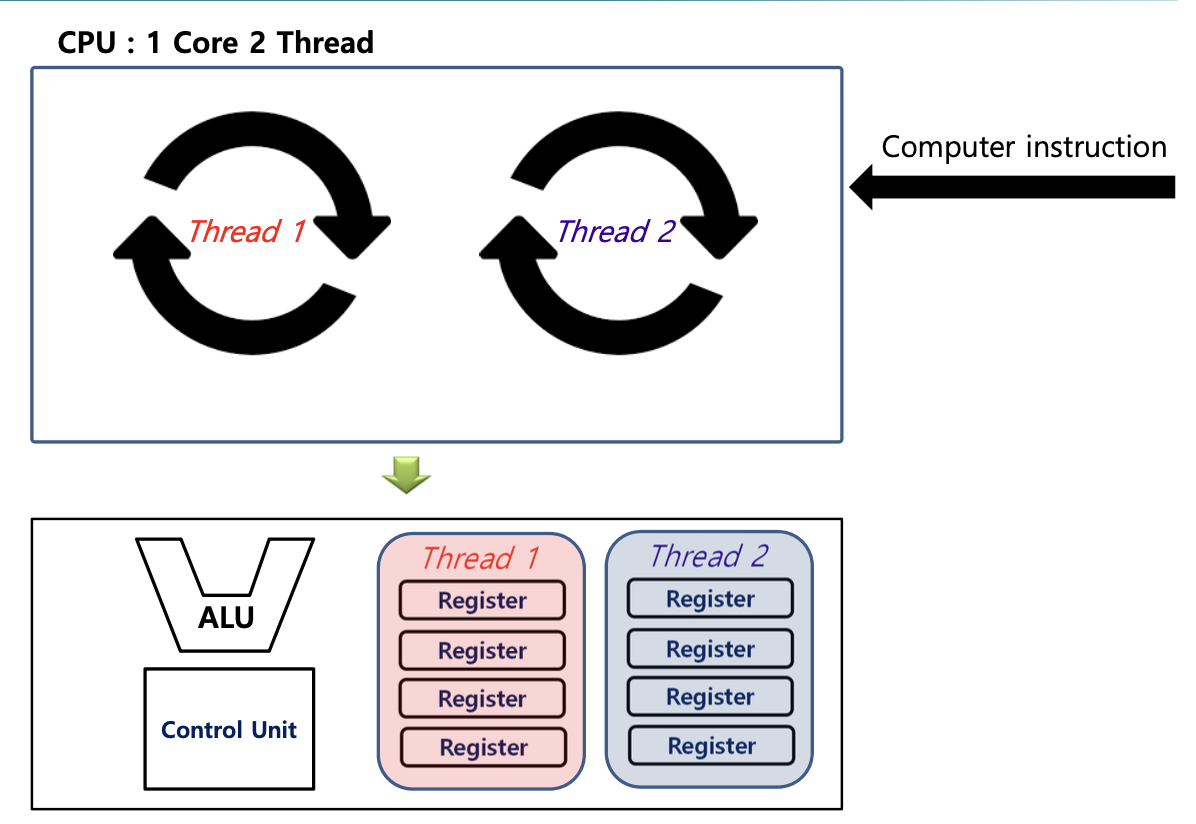 CPU : 1 Core 2 Thread
Computer instruction
Thread 1
Thread 2
ALU
Control Unit
Thread 1
Register
Register
Register
Register
Thread 2
Register
Register
Register
Register